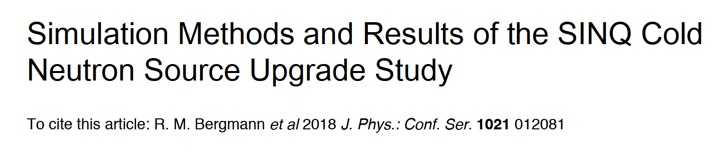 Simulation Methods and Results of the SINQ Cold
Neutron Source Upgrade Study
To cite this article: R. M. Bergmann et al 2018 J. Phys.: Conf. Ser. 1021 012081